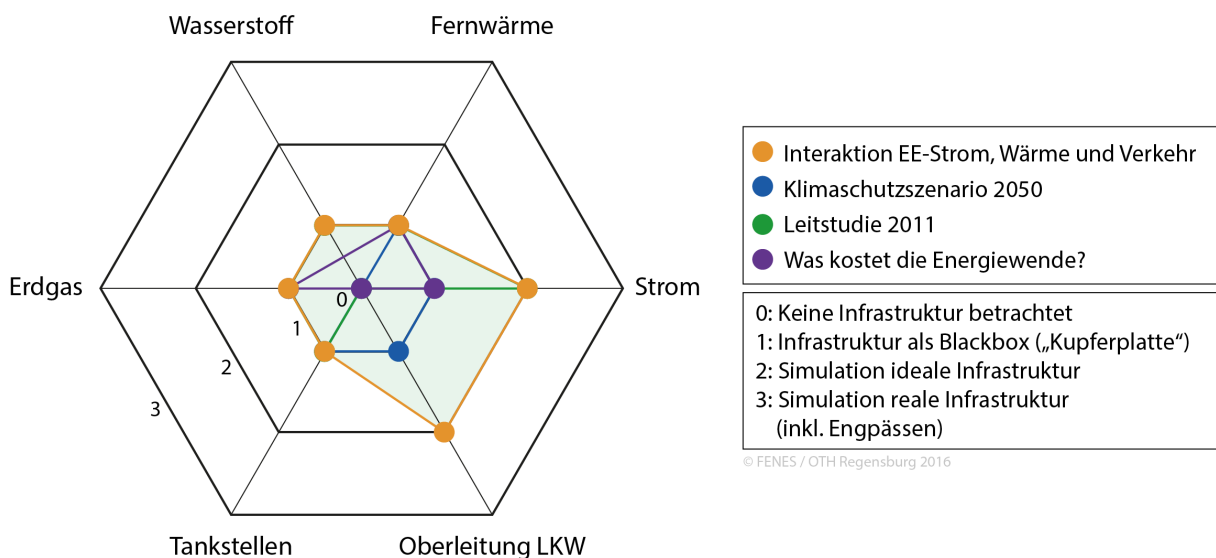 Wasserstoff
Fernwärme
Erdgas
Strom
0
1
2
3
Tankstellen
Oberleitung LKW
Interaktion EE-Strom, Wärme und Verkehr
Klimaschutzszenario 2050
Leitstudie 2011
Was kostet die Energiewende?
0: Keine Infrastruktur betrachtet
1: Infrastruktur als Blackbox („Kupferplatte“)
2: Simulation ideale Infrastruktur
3: Simulation reale Infrastruktur
(inkl. Engpässen)
© FENES / OTH Regensburg 2016